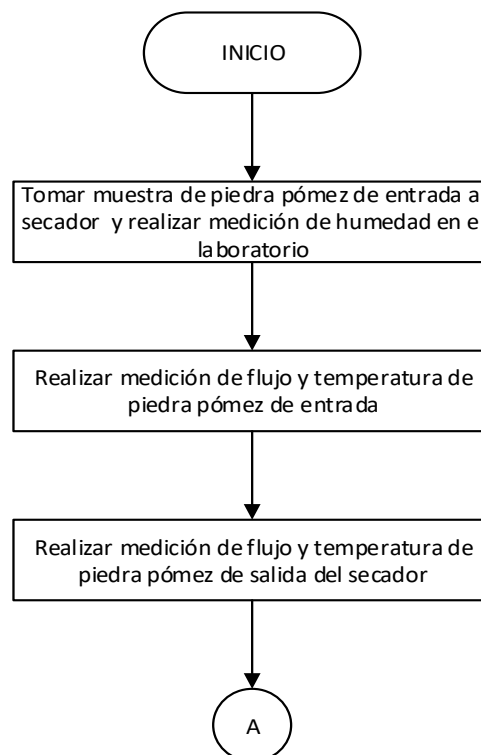 INICIO
Tomar muestra de piedra pómez de entrada a
secador y realizar medición de humedad en e
laboratorio
Realizar medición de flujo y temperatura de
piedra pómez de entrada
Realizar medición de flujo y temperatura de
piedra pómez de salida del secador
A